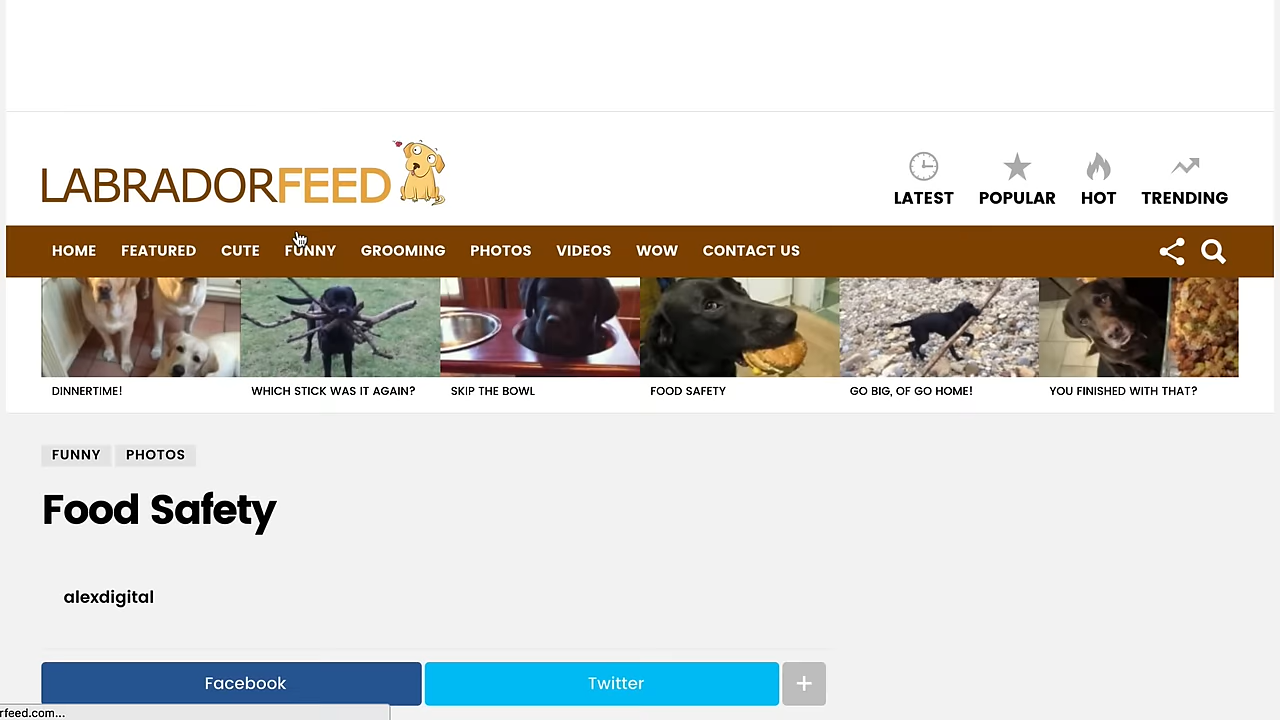 LABRADORFEED
LATEST POPULAR HOT TRENDING
HOME FEATURED CUTE FUNNY GROOMING PHOTOS VIDEOS WOW CONTACT US
DINNERTIME! WHICH STICK WAS IT AGAIN? SKIP THE BOWL FOOD SAFETY GO BIG, OF GO HOME! YOU FINISHED WITH THAT?
FUNNY PHOTOS
Food Safety
alexdigital
Facebook Twitter +
rfeed.com...